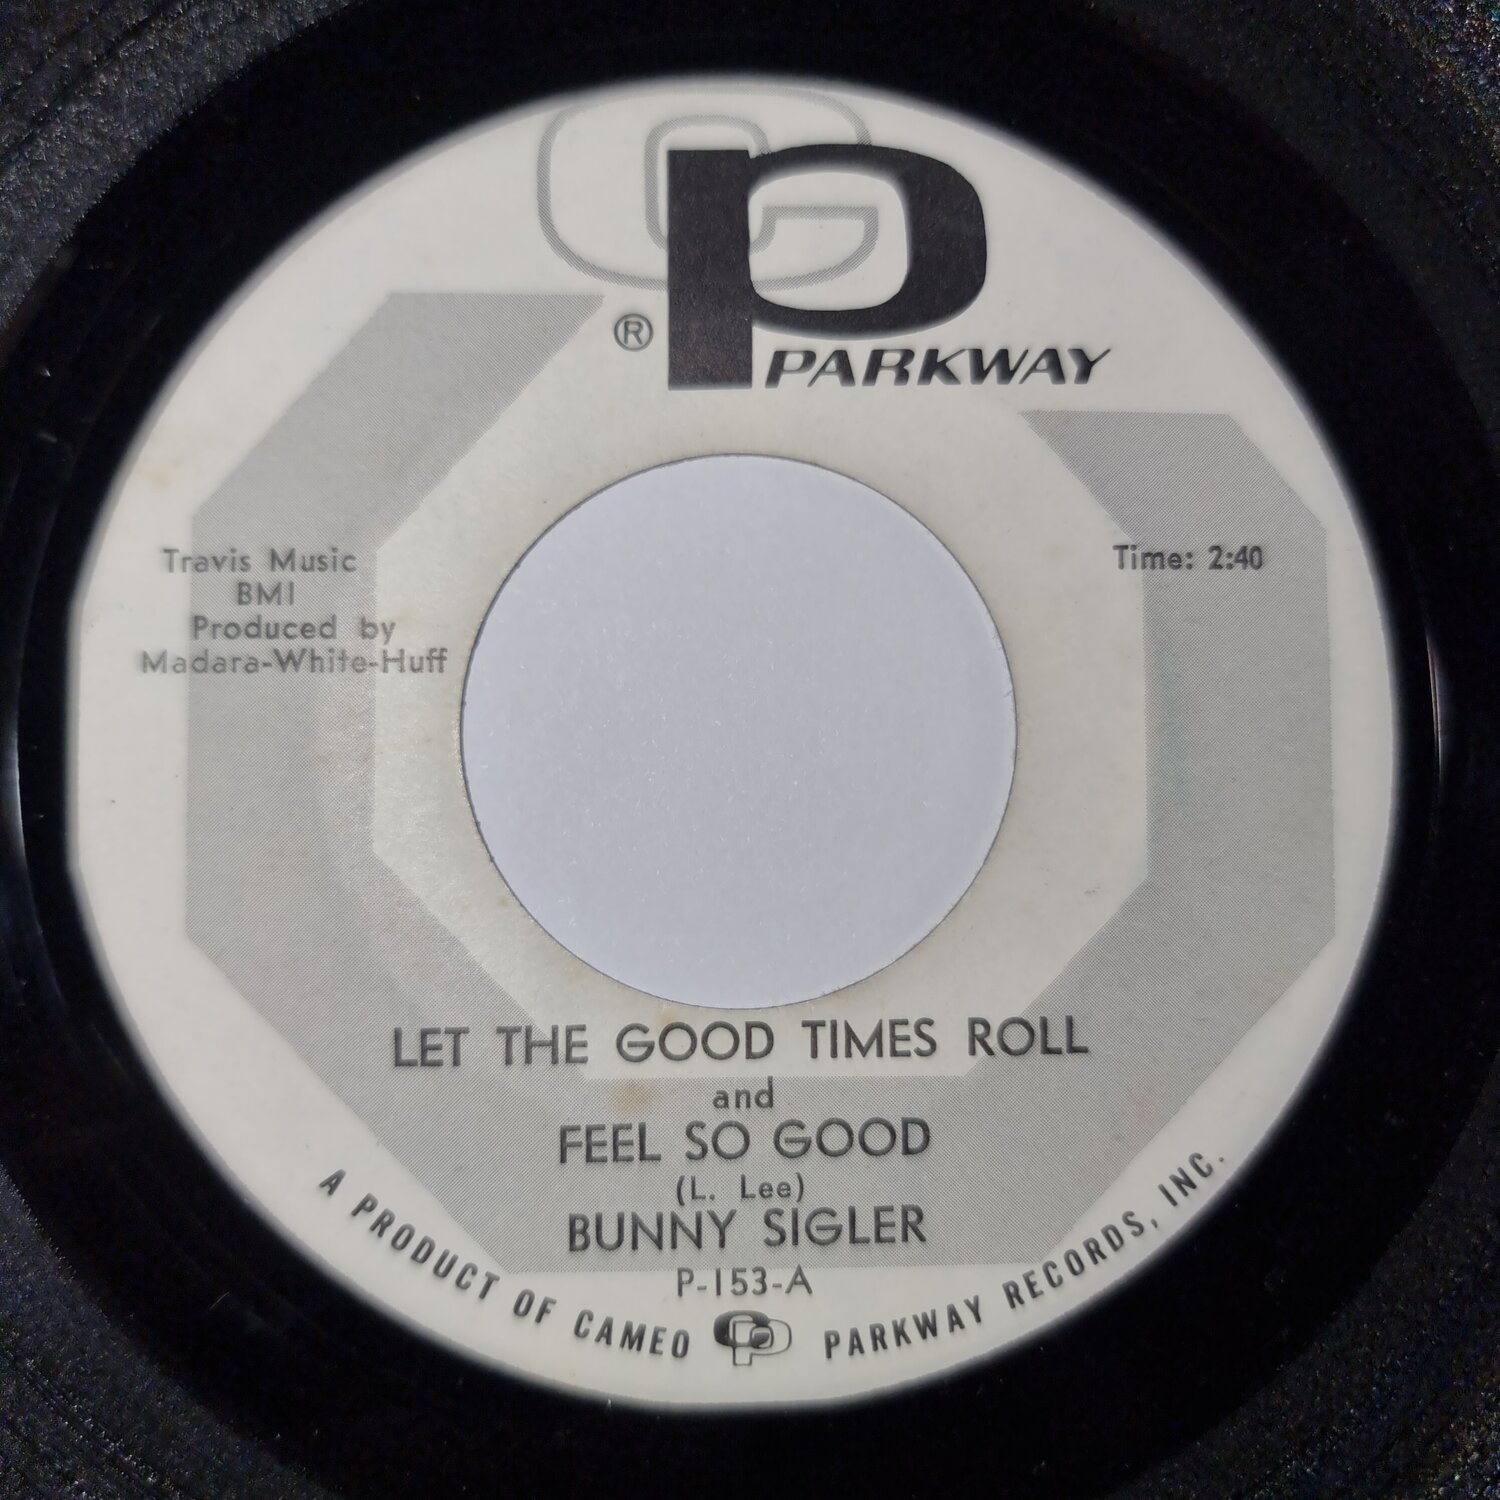 ®
PARKWAY
Travis Music
BMI
Produced by
Madara-White-Huff
Time: 2:40
LET THE GOOD TIMES ROLL
and
FEEL SO GOOD
(L. Lee)
BUNNY SIGLER
P-153-A
A PRODUCT OF CAMEO PARKWAY RECORDS, INC.